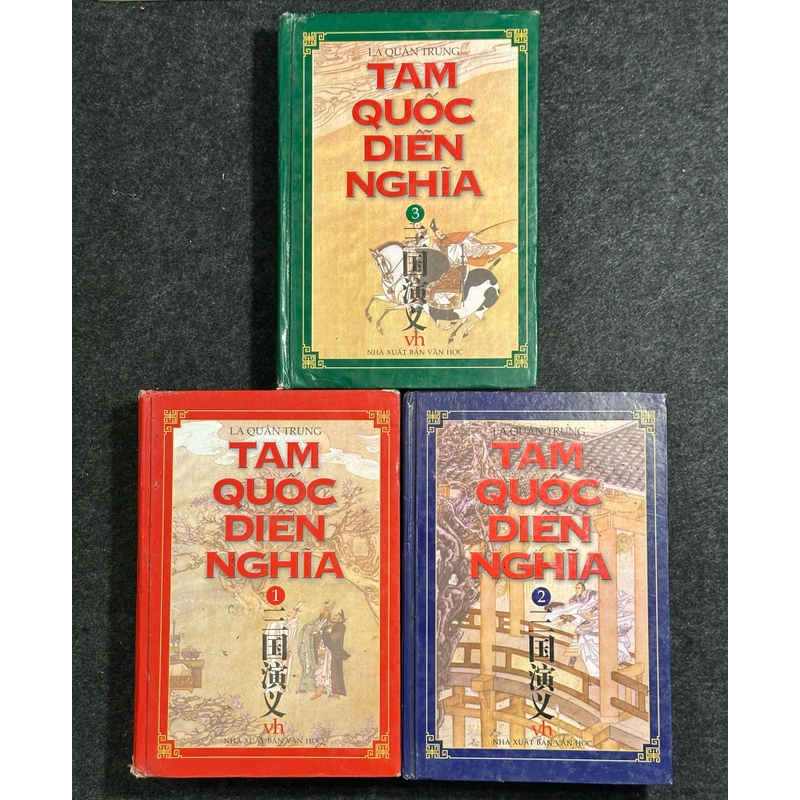 LA QUÁN TRUNG
TAM
QUỐC
DIỄN
NGHĨA
3
三
国
演
义
vh
NHÀ XUẤT BẢN VĂN HỌC
LA QUÁN TRUNG
TAM
QUỐC
DIỄN
NGHĨA
1
三
国
演
义
vh
NHÀ XUẤT BẢN VĂN HỌC
LA QUÁN TRUNG
TAM
QUỐC
DIỄN
NGHĨA
2
三
国
演
义
vh
NHÀ XUẤT BẢN VĂN HỌC